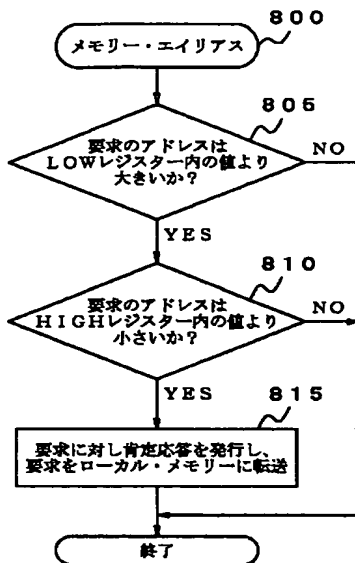 ８００
メモリー・エイリアス
８０５
要求のアドレスは
ＬＯＷレジスター内の値より
大きいか？
ＮＯ
ＹＥＳ
８１０
要求のアドレスは
ＨＩＧＨレジスター内の値より
小さいか？
ＮＯ
ＹＥＳ
８１５
要求に対し肯定応答を発行し、
要求をローカル・メモリーに転送
終了